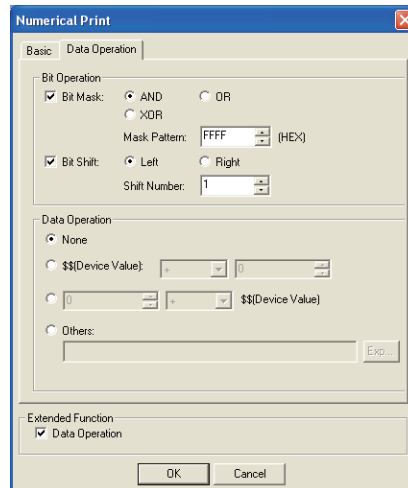 Numerical Print
Basic Data Operation
Bit Operation
Bit Mask: AND OR
XOR
Mask Pattern: FFFF (HEX)
Bit Shift: Left Right
Shift Number: 1
Data Operation
None
$$(Device Value): + 0
0 + $$(Device Value)
Others:
Exp...
Extended Function
Data Operation
OK Cancel